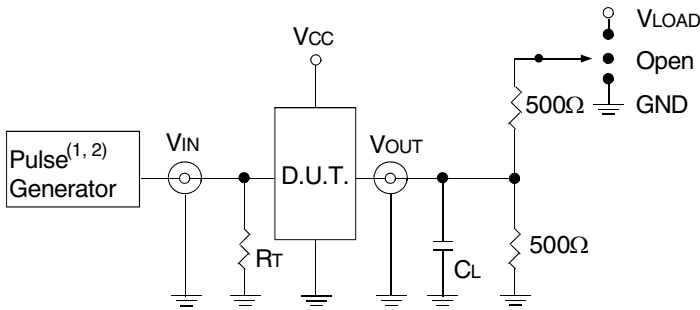 VLOAD
VCC
Open
500Ω
GND
Pulse(1, 2)
Generator
VIN
D.U.T.
VOUT
RT
CL
500Ω